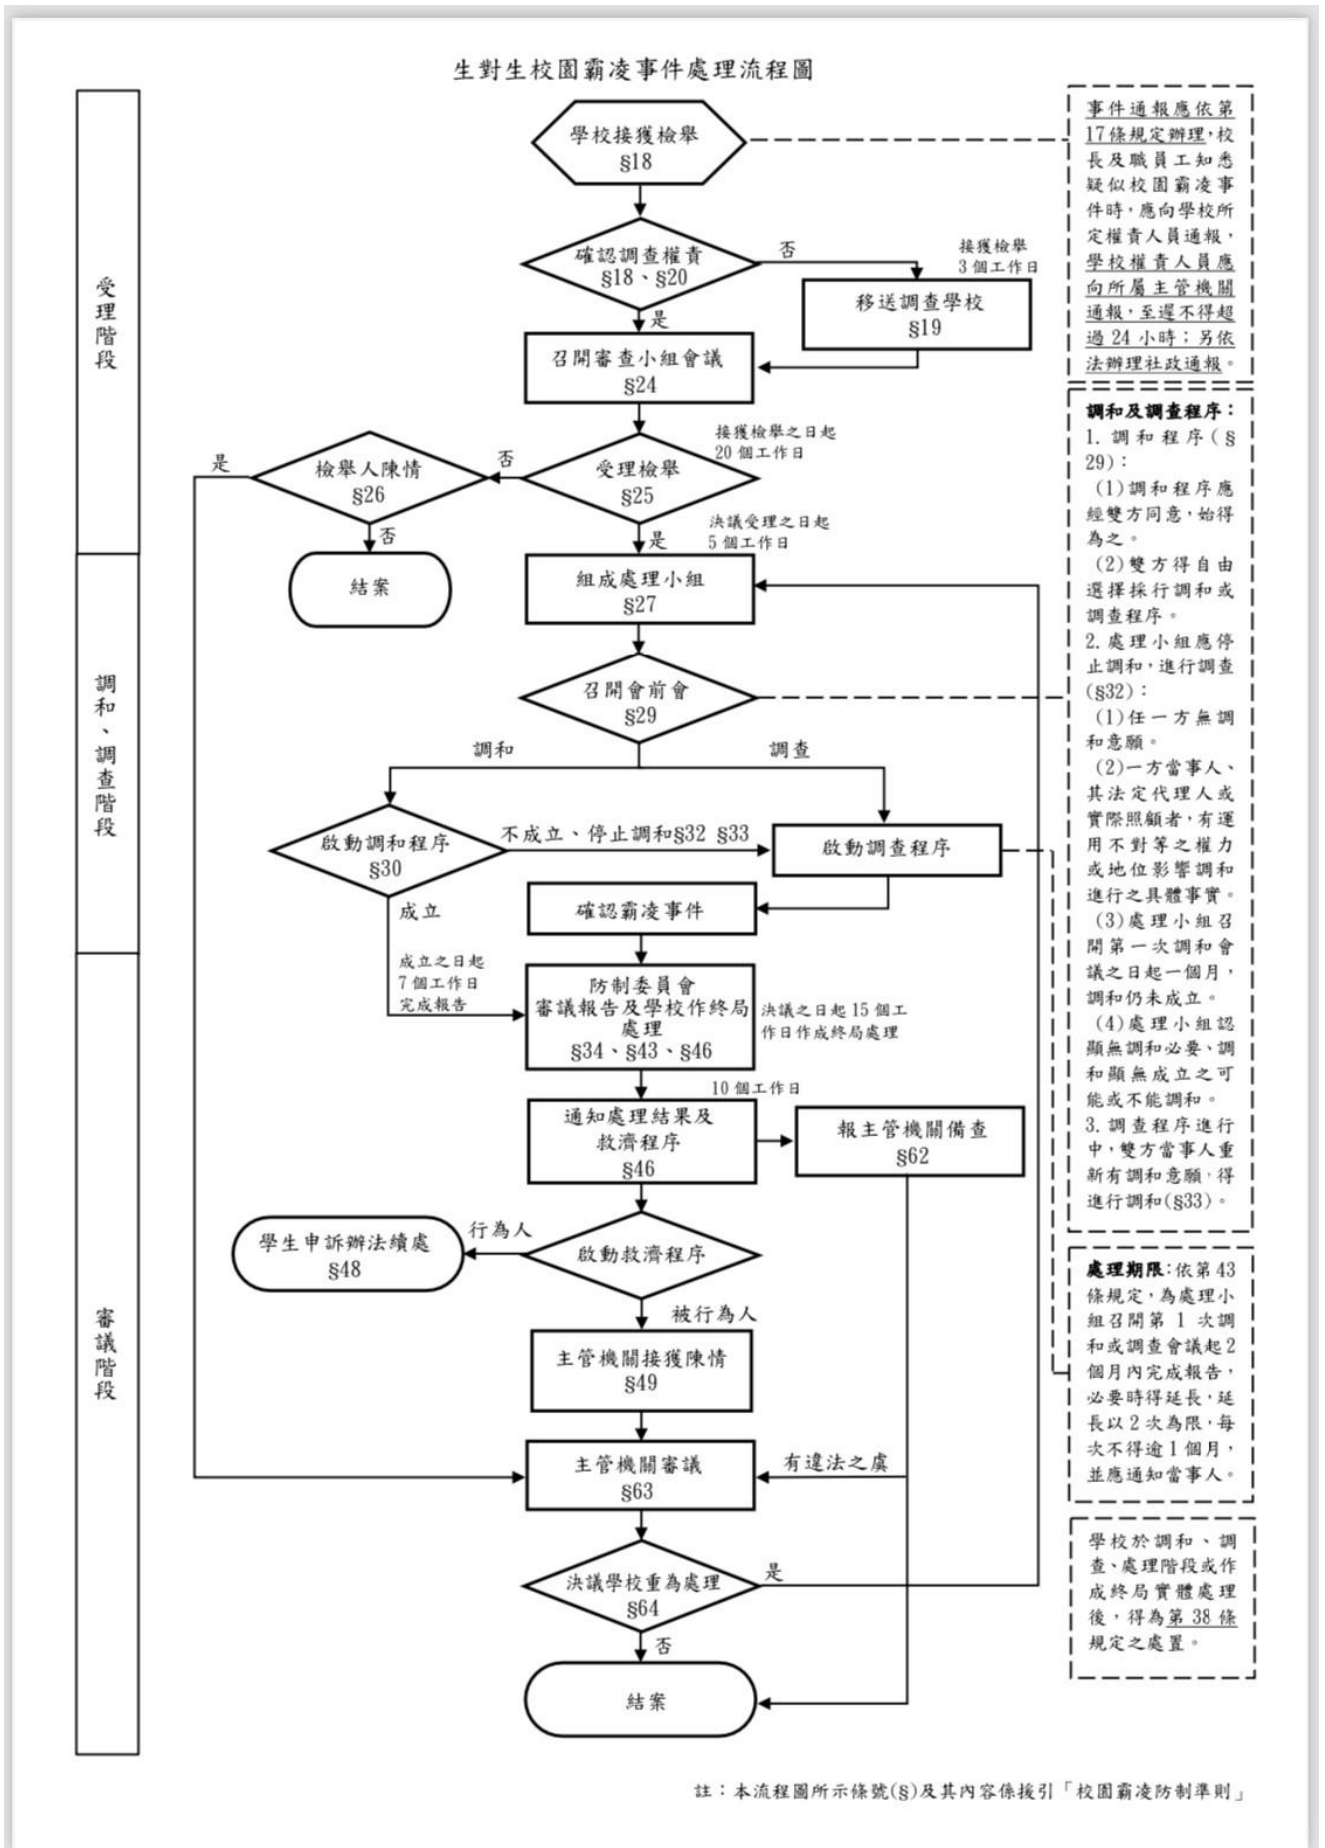 生對生校園霸凌事件處理流程圖
受理階段
學校接獲檢舉
§18
確認調查權責
§18、§20
否
接獲檢舉
3 個工作日
移送調查學校
§19
是
召開審查小組會議
§24
接獲檢舉之日起
20 個工作日
受理檢舉
§25
否
檢舉人陳情
§26
是
否
結案
決議受理之日起
5 個工作日
是
調和、調查階段
組成處理小組
§27
召開會前會
§29
調和
調查
啟動調和程序
§30
不成立、停止調和§32 §33
啟動調查程序
確認霸凌事件
成立
成立之日起
7 個工作日
完成報告
審議階段
防制委員會
審議報告及學校作終局
處理
§34、§43、§46
決議之日起 15 個工
作日作成終局處理
10 個工作日
通知處理結果及
救濟程序
§46
報主管機關備查
§62
啟動救濟程序
行為人
學生申訴辦法續處
§48
被行為人
主管機關接獲陳情
§49
主管機關審議
§63
有違法之虞
決議學校重為處理
§64
是
否
結案
事件通報應依第
17 條規定辦理,校
長及職員工知悉
疑似校園霸凌事
件時,應向學校所
定權責人員通報,
學校權責人員應
向所屬主管機關
通報,至遲不得超
過 24 小時；另依
法辦理社政通報。
調和及調查程序：
1. 調和程序(§
29)：
(1)調和程序應
經雙方同意,始得
為之。
(2)雙方得自由
選擇採行調和或
調查程序。
2. 處理小組應停
止調和,進行調查
(§32)：
(1)任一方無調
和意願。
(2)一方當事人、
其法定代理人或
實際照顧者,有運
用不對等之權力
或地位影響調和
進行之具體事實。
(3)處理小組召
開第一次調和會
議之日起一個月,
調和仍未成立。
(4)處理小組認
顯無調和必要、調
和顯無成立之可
能或不能調和。
3. 調查程序進行
中,雙方當事人重
新有調和意願,得
進行調和(§33)。
處理期限:依第 43
條規定,為處理小
組召開第 1 次調
和或調查會議起 2
個月內完成報告,
必要時得延長,延
長以 2 次為限,每
次不得逾 1 個月,
並應通知當事人。
學校於調和、調
查、處理階段或作
成終局實體處理
後，得為第 38 條
規定之處置。
註：本流程圖所示條號(§)及其內容係援引「校園霸凌防制準則」